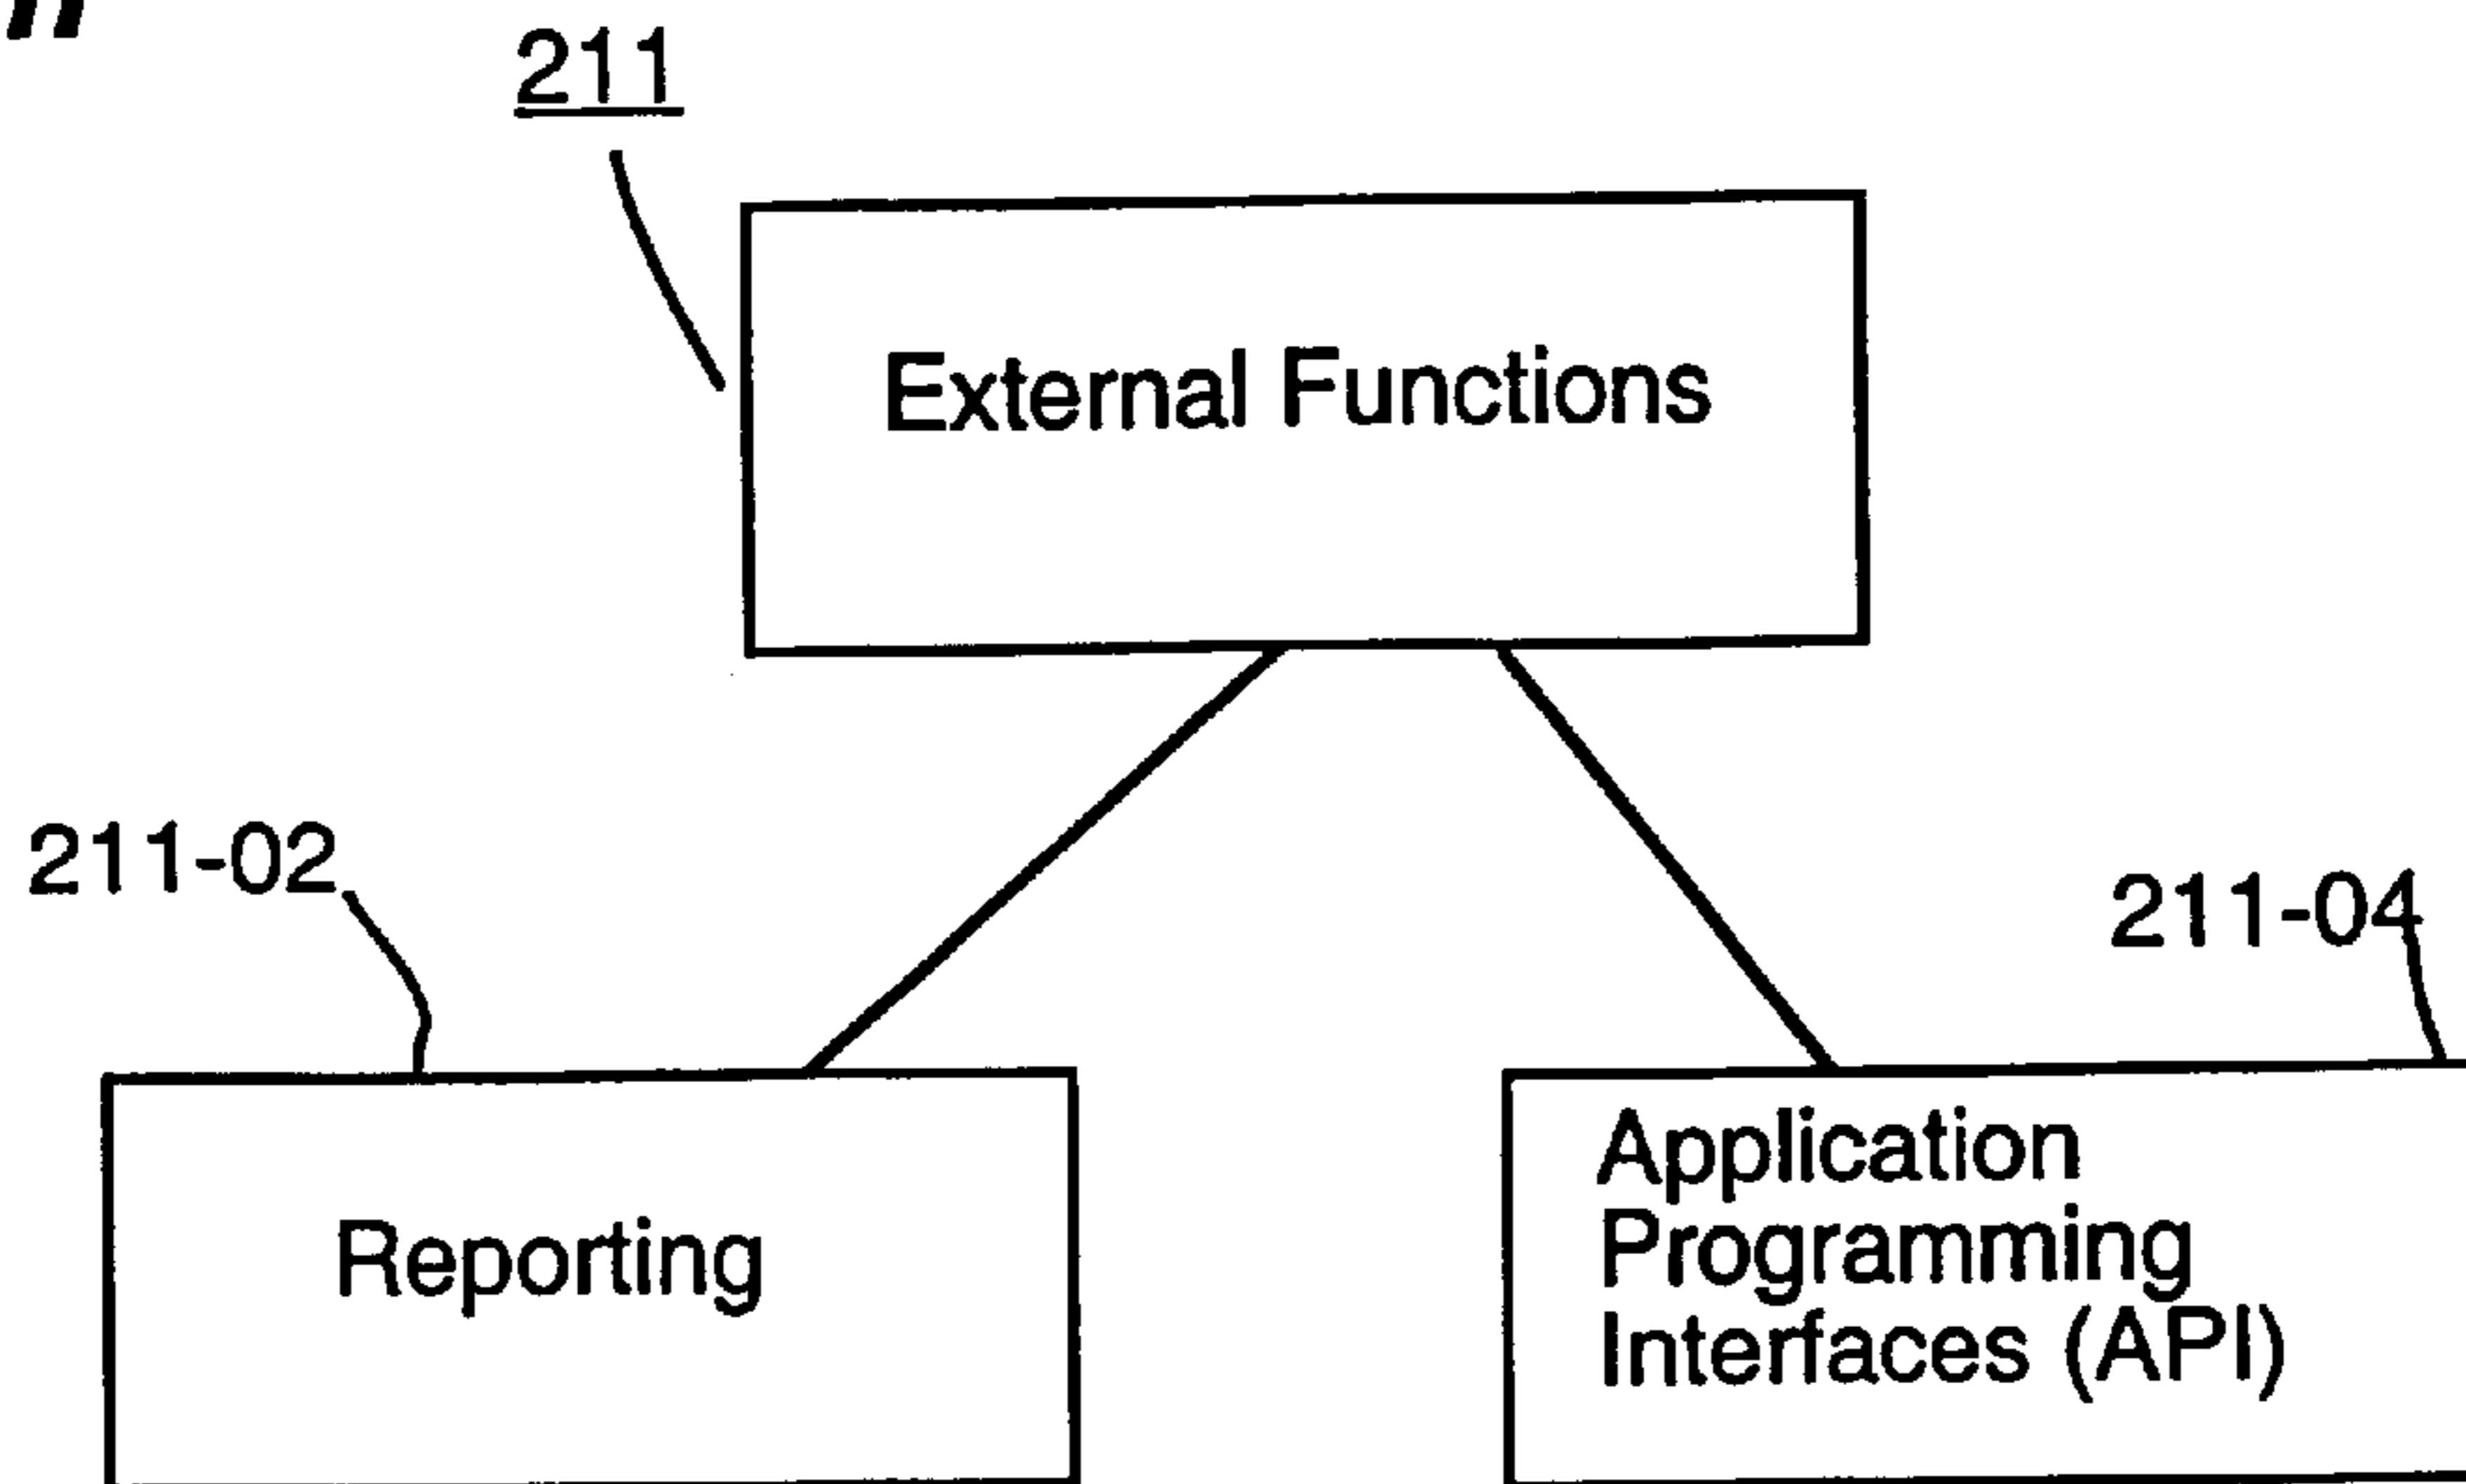 211
External Functions
211-02
211-04
Reporting
Application
Programming
Interfaces (API)